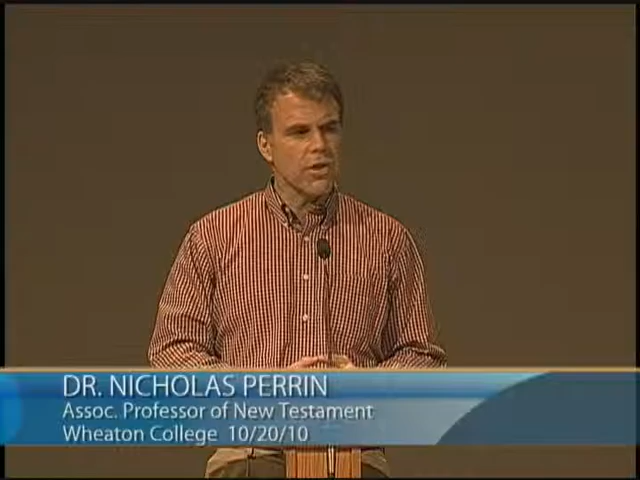 DR. NICHOLAS PERRIN
Assoc. Professor of New Testament
Wheaton College 10/20/10